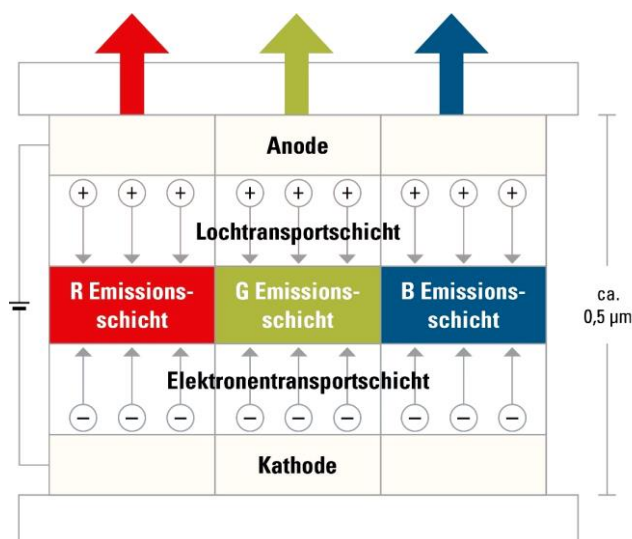 Anode
+ + + + + + + + +
Lochtransportschicht
R Emissions-
schicht
G Emissions-
schicht
B Emissions-
schicht
ca.
0,5 µm
Elektronentransportschicht
− − − − − − − − −
Kathode